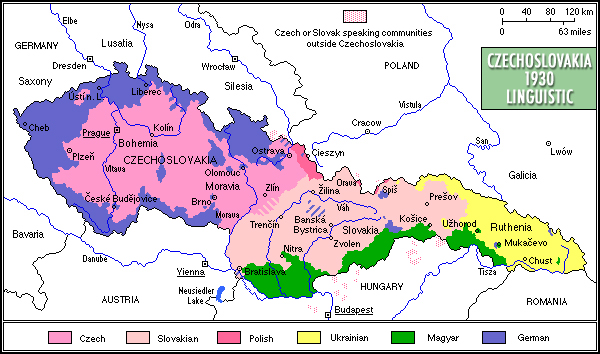 0 40 80 120 km
0 63 miles
Czech or Slovak speaking communities
outside Czechoslovakia
CZECHOSLOVAKIA
1930
LINGUISTIC
Elbe
Nysa
Odra
GERMANY
Lusatia
Dresden
Wrocław
POLAND
Saxony
Silesia
Ústí n. L.
Liberec
Vistula
Cheb
Prague
Kolín
Cracow
San
Lwów
Bohemia
Ostrava
Cieszyn
Plzeň
CZECHOSLOVAKIA
Galicia
Vltava
Olomouc
Moravia
Orava
Spiš
České Budějovice
Zlín
Žilina
Prešov
Brno
Váh
Morava
Trenčín
Banská
Bystrica
Slovakia
Košice
Užhorod
Ruthenia
Bavaria
Zvolen
Mukačevo
Nitra
Danube
Vienna
Bratislava
Tisza
Chust
Neusiedler
Lake
HUNGARY
AUSTRIA
Budapest
ROMANIA
Czech
Slovakian
Polish
Ukrainian
Magyar
German